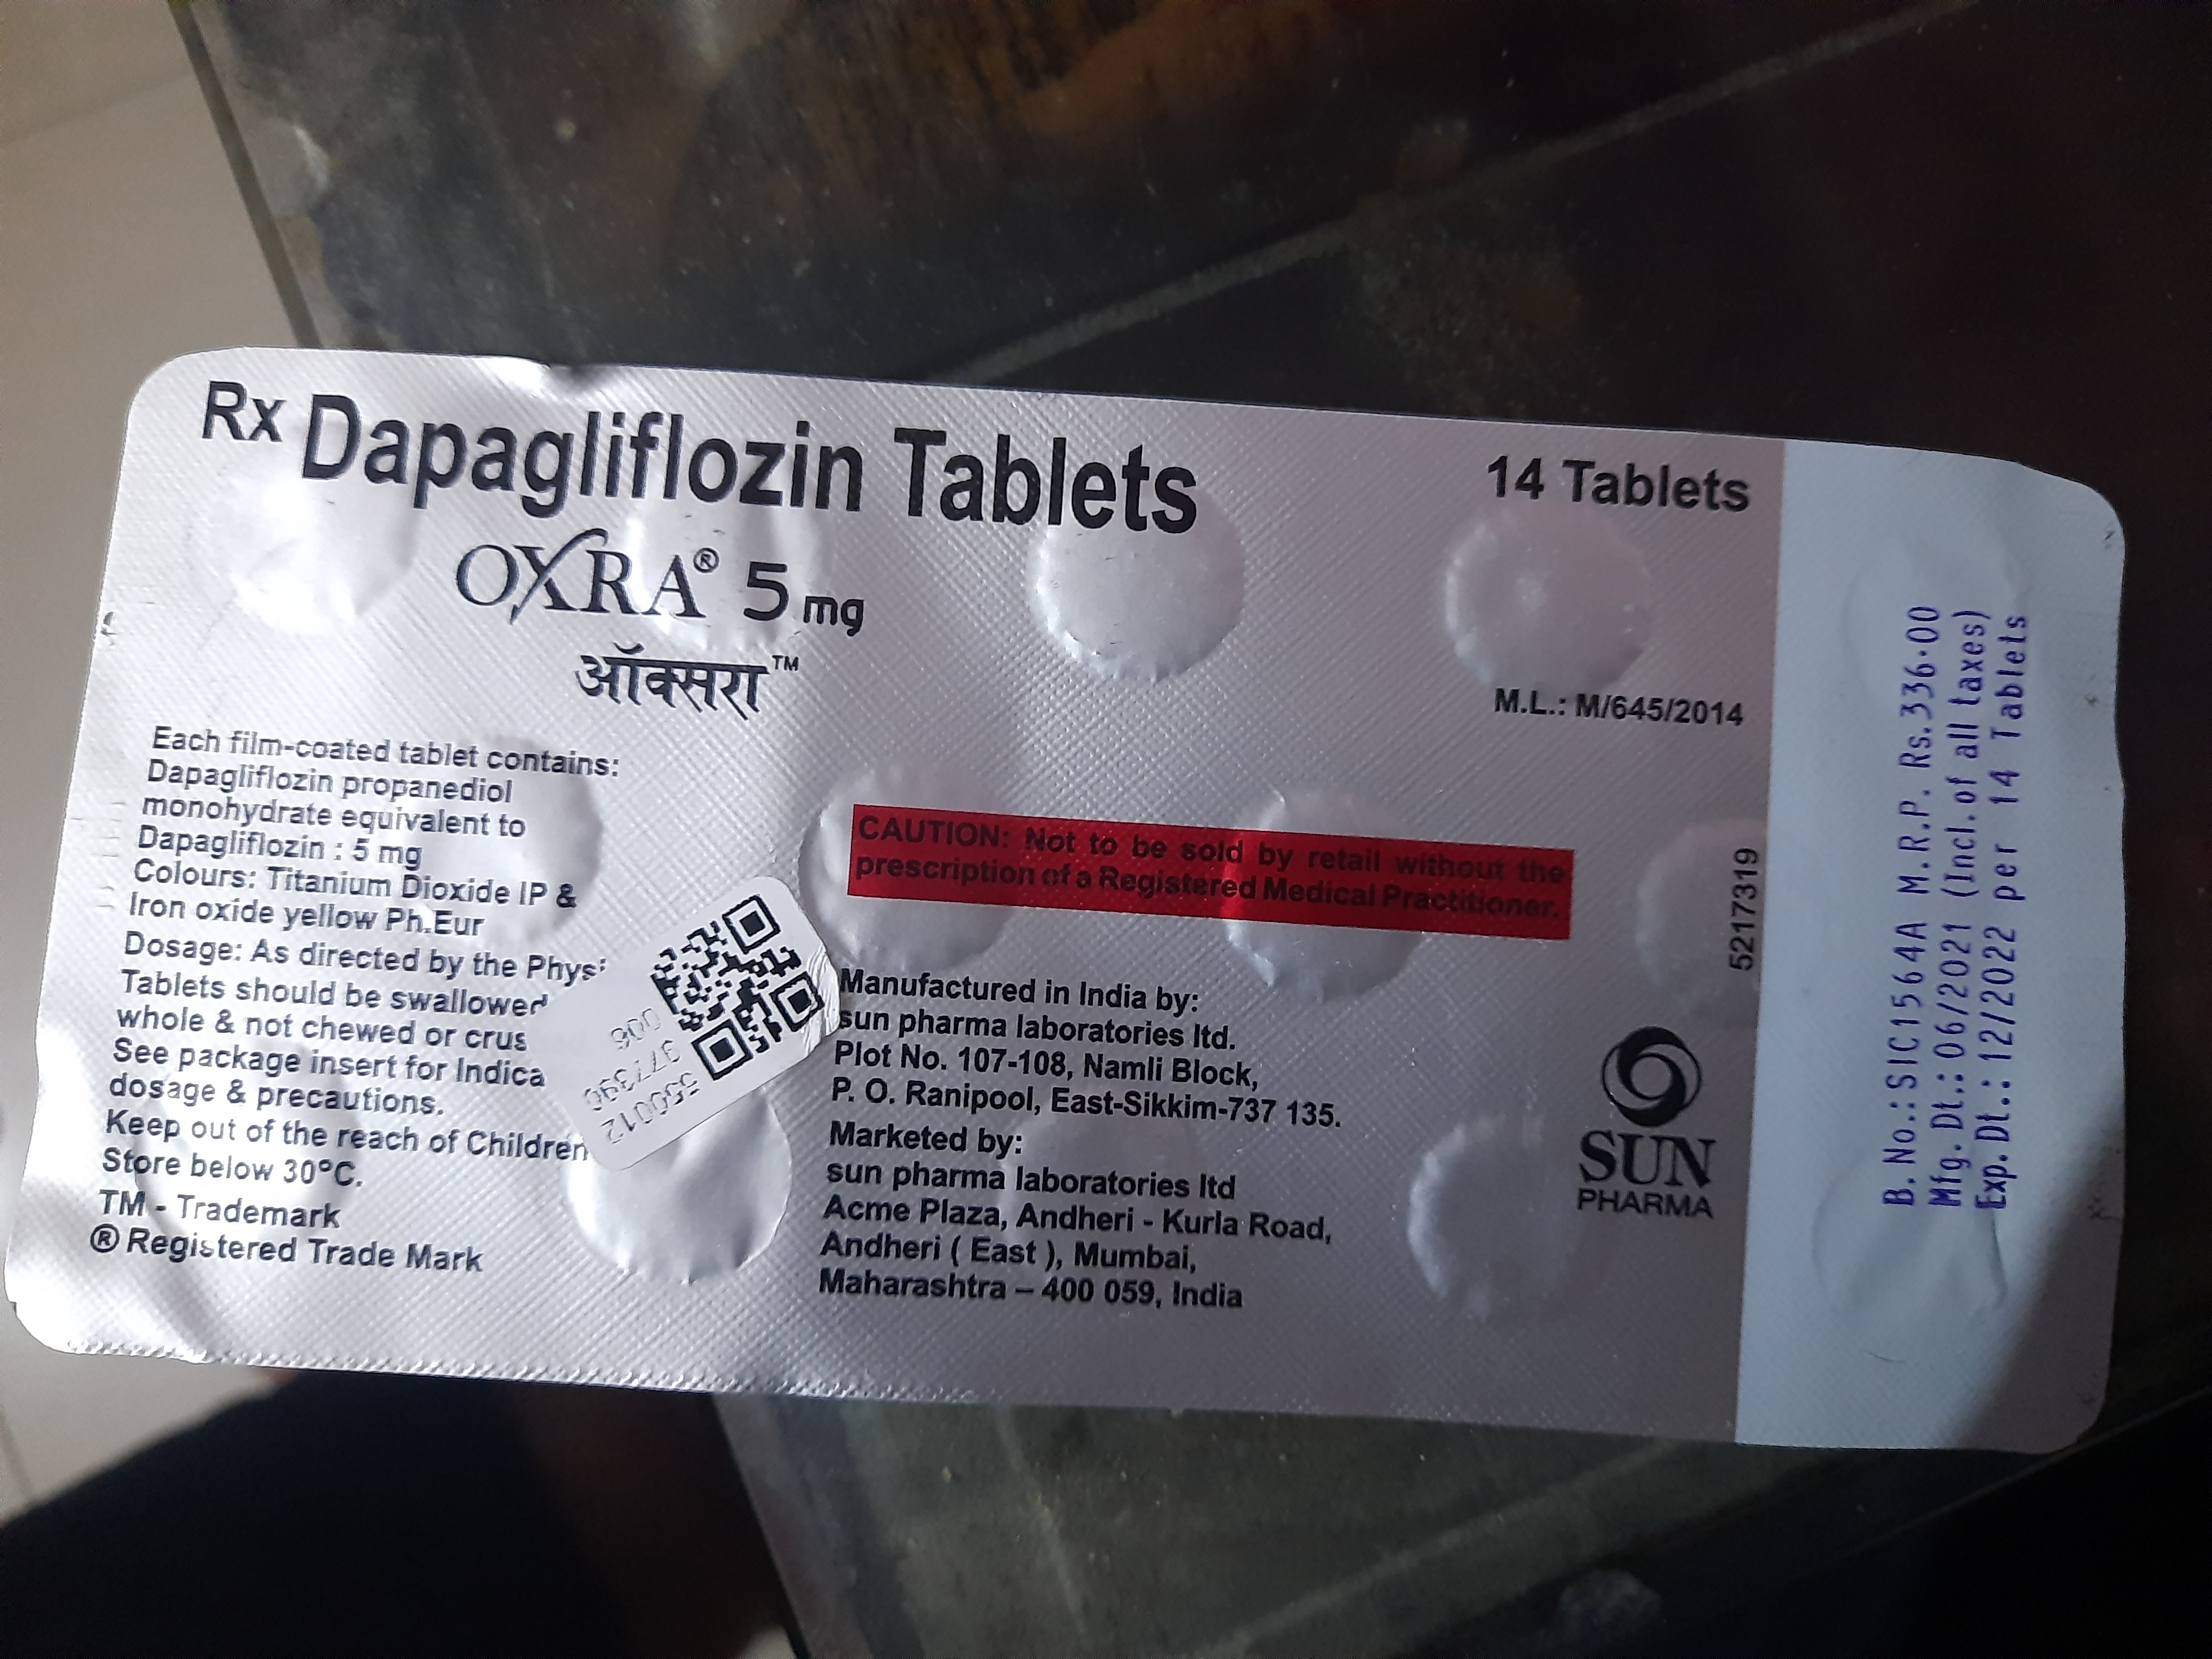 Rx Dapagliflozin Tablets
14 Tablets
OXRA® 5 mg
ऑक्सरा™
M.L.: M/645/2014
Each film-coated tablet contains:
Dapagliflozin propanediol
monohydrate equivalent to
Dapagliflozin : 5 mg
Colours: Titanium Dioxide IP &
Iron oxide yellow Ph.Eur
Dosage: As directed by the
Tablets should be swallowed
whole & not chewed or
See package insert for
dosage & precautions.
Keep out of the reach of Children
Store below 30°C.
TM - Trademark
® Registered Trade Mark
550012
377390
006
CAUTION: Not to be sold by retail without the
prescription of a Registered Medical Practitioner.
Manufactured in India by:
sun pharma laboratories ltd.
Plot No. 107-108, Namli Block,
P. O. Ranipool, East-Sikkim-737 135.
Marketed by:
sun pharma laboratories ltd
Acme Plaza, Andheri - Kurla Road,
Andheri ( East ), Mumbai,
Maharashtra – 400 059, India
5217319
SUN
PHARMA
B.No.:SIC1564A M.R.P. Rs.336.00
Mfg.Dt.:06/2021 (Incl.of all taxes)
Exp.Dt.:12/2022 per 14 Tablets